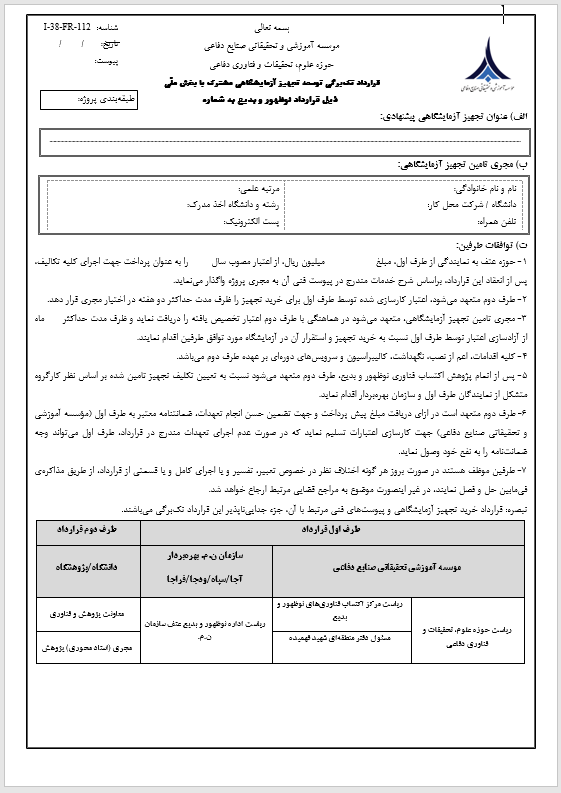 بسمه تعالی
شناسه: I-38-FR-112
موسسه آموزشی و تحقیقاتی صنایع دفاعی
تاریخ: / /
حوزه علوم، تحقیقات و فناوری دفاعی
پیوست:
قرارداد تک‌برگی توسعه تجهیز آزمایشگاهی مشترک با بخش ملّی
ذیل قرارداد نوظهور و بدیع به شماره
طبقه‌بندی پروژه:
موسسه آموزشی و تحقیقاتی صنایع دفاعی
الف) عنوان تجهیز آزمایشگاهی پیشنهادی:
ب) مجری تامین تجهیز آزمایشگاهی:
نام و نام خانوادگی: مرتبه علمی:
دانشگاه / شرکت محل کار: رشته و دانشگاه اخذ مدرک:
تلفن همراه: پست الکترونیک:
ت) توافقات طرفین:
۱- حوزه عتف به نمایندگی از طرف اول، مبلغ میلیون ریال، از اعتبار مصوب سال را به عنوان پرداخت جهت اجرای کلیه تکالیف،
پس از انعقاد این قرارداد، براساس شرح خدمات مندرج در پیوست فنی آن به مجری پروژه واگذار می‌نماید.
۲- طرف دوم متعهد می‌شود، اعتبار کارسازی شده توسط طرف اول برای خرید تجهیز را ظرف مدت حداکثر دو هفته در اختیار مجری قرار دهد.
۳- مجری تامین تجهیز آزمایشگاهی، متعهد می‌شود در هماهنگی با طرف دوم اعتبار تخصیص یافته را دریافت نماید و ظرف مدت حداکثر ماه
از آزادسازی اعتبار توسط طرف اول نسبت به خرید تجهیز و استقرار آن در آزمایشگاه مورد توافق طرفین اقدام نمایند.
۴- کلیه اقدامات، اعم از نصب، نگهداشت، کالیبراسیون و سرویس‌های دوره‌ای بر عهده طرف دوم می‌باشد.
۵- پس از اتمام پژوهش اکتساب فناوری نوظهور و بدیع، طرف دوم متعهد می‌شود نسبت به تعیین تکلیف تجهیز تامین شده بر اساس نظر کارگروه
متشکل از نمایندگان طرف اول و سازمان بهره‌بردار اقدام نماید.
۶- طرف دوم متعهد است در ازای دریافت مبلغ پیش پرداخت و جهت تضمین حسن انجام تعهدات، ضمانتنامه معتبر به طرف اول (مؤسسه آموزشی
و تحقیقاتی صنایع دفاعی) جهت کارسازی اعتبارات تسلیم نماید که در صورت عدم اجرای تعهدات مندرج در قرارداد، طرف اول می‌تواند وجه
ضمانت‌نامه را به نفع خود وصول نماید.
۷- طرفین موظف هستند در صورت بروز هر گونه اختلاف نظر در خصوص تعبیر، تفسیر و یا اجرای کامل و یا قسمتی از قرارداد، از طریق مذاکره‌ی
فی‌مابین حل و فصل نمایند، در غیر اینصورت موضوع به مراجع قضایی مرتبط ارجاع خواهد شد.
تبصره: قرارداد خرید تجهیز آزمایشگاهی و پیوست‌های فنی مرتبط با آن، جزء جدایی‌ناپذیر این قرارداد تک‌برگی می‌باشند.
طرف اول قرارداد طرف دوم قرارداد
موسسه آموزشی تحقیقاتی صنایع دفاعی
سازمان ن.م. بهره‌بردار
آجا/سپاه/ودجا/فراجا
دانشگاه/پژوهشگاه
ریاست حوزه علوم، تحقیقات و
فناوری دفاعی
ریاست مرکز اکتساب فناوری‌های نوظهور و
بدیع
مسئول دفتر منطقه‌ای شهید فهمیده
ریاست اداره نوظهور و بدیع عتف سازمان
ن.م.
معاونت پژوهش و فناوری
مجری (استاد محوری) پژوهش